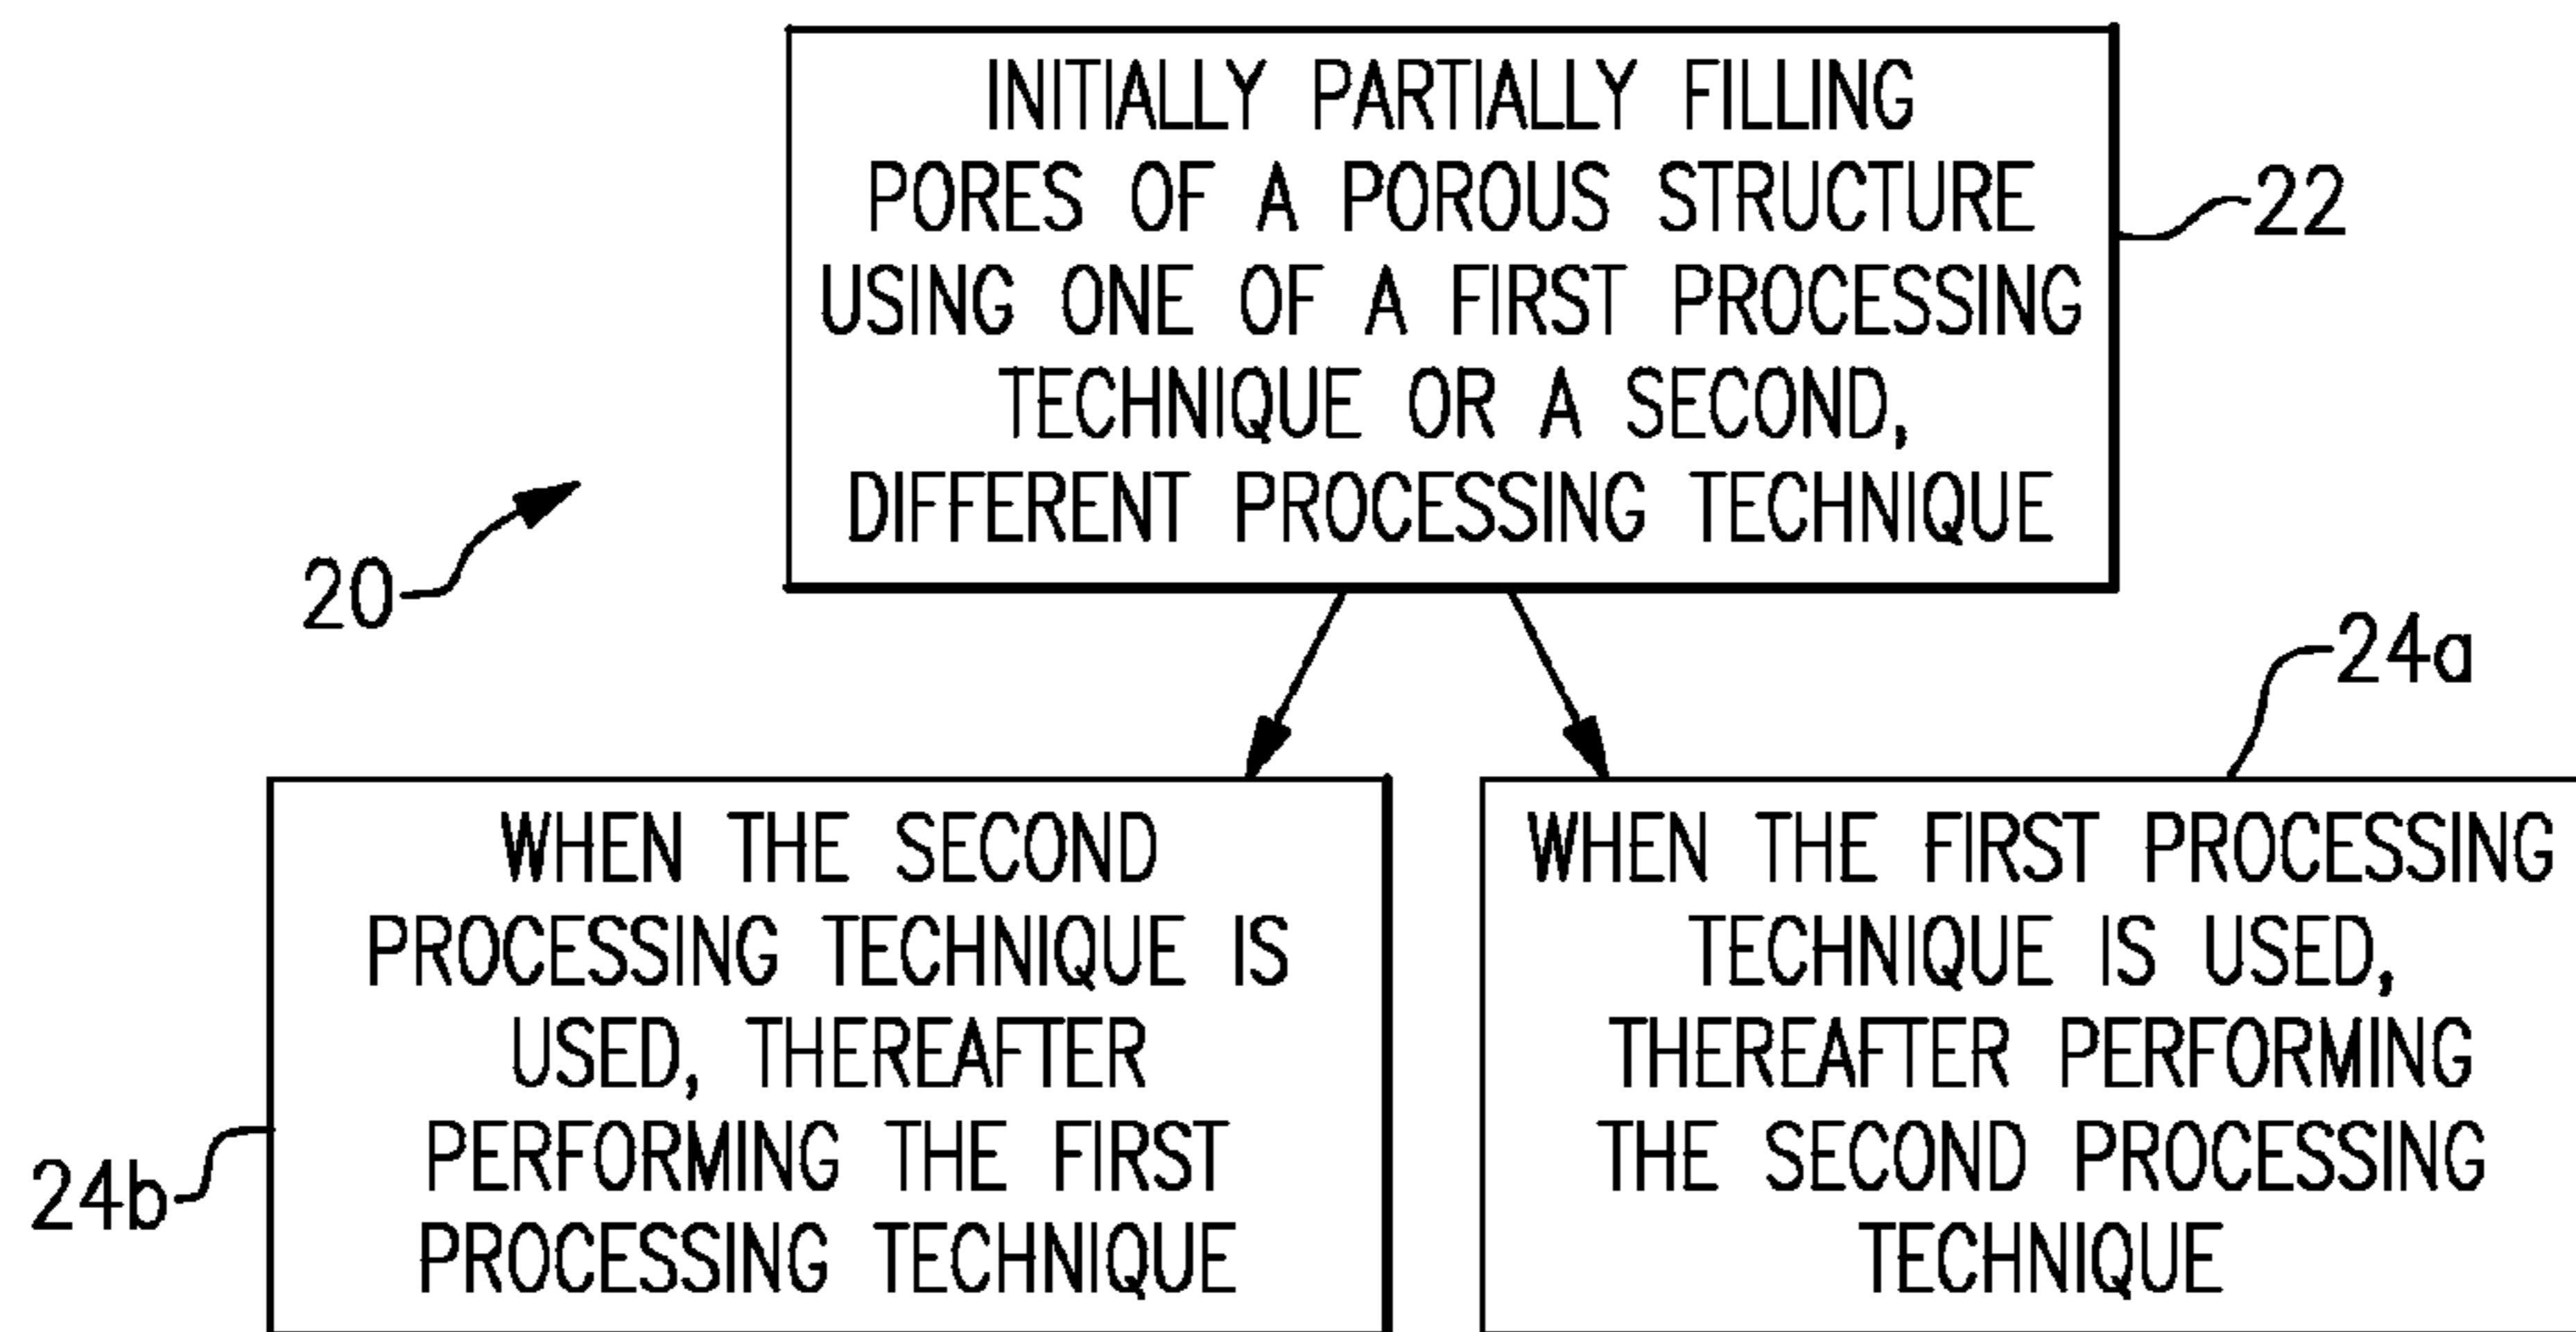 INITIALLY PARTIALLY FILLING
PORES OF A POROUS STRUCTURE
USING ONE OF A FIRST PROCESSING
TECHNIQUE OR A SECOND,
DIFFERENT PROCESSING TECHNIQUE
22
20
24a
WHEN THE SECOND
PROCESSING TECHNIQUE IS
USED, THEREAFTER
PERFORMING THE FIRST
PROCESSING TECHNIQUE
24b
WHEN THE FIRST PROCESSING
TECHNIQUE IS USED,
THEREAFTER PERFORMING
THE SECOND PROCESSING
TECHNIQUE